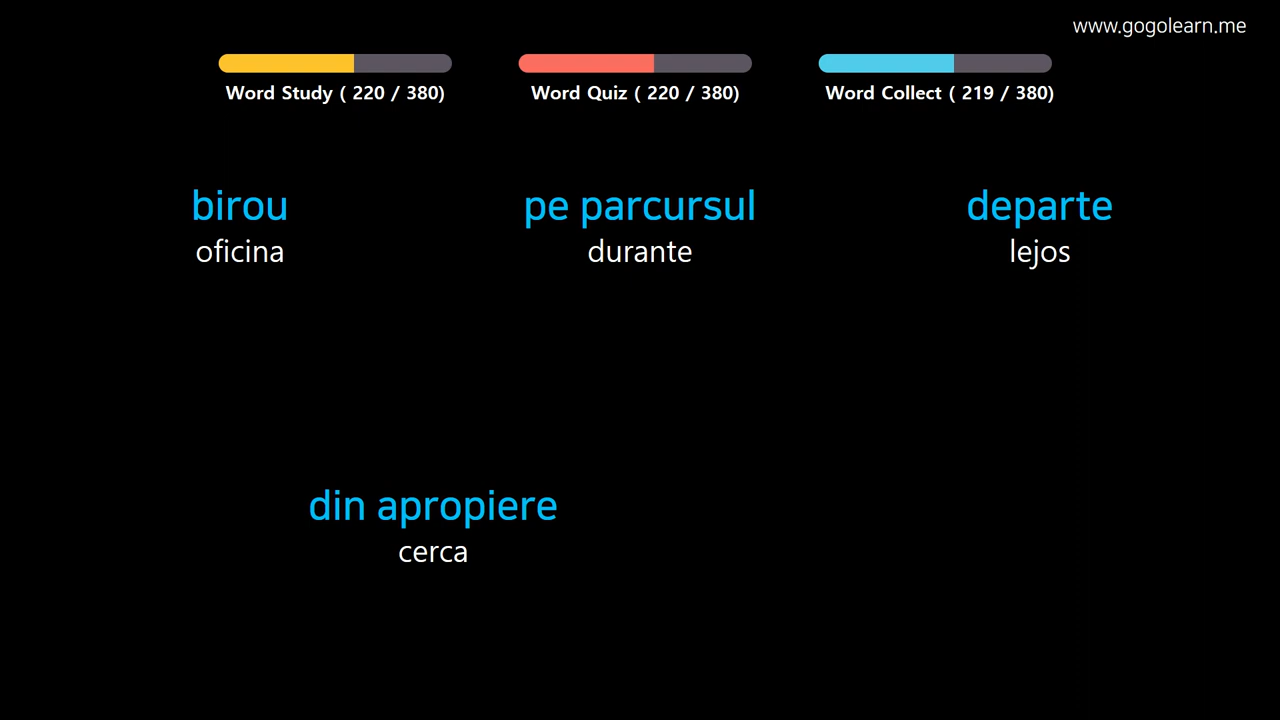 www.gogolearn.me
Word Study ( 220 / 380)
Word Quiz ( 220 / 380)
Word Collect ( 219 / 380)
birou
oficina
pe parcursul
durante
departe
lejos
din apropiere
cerca